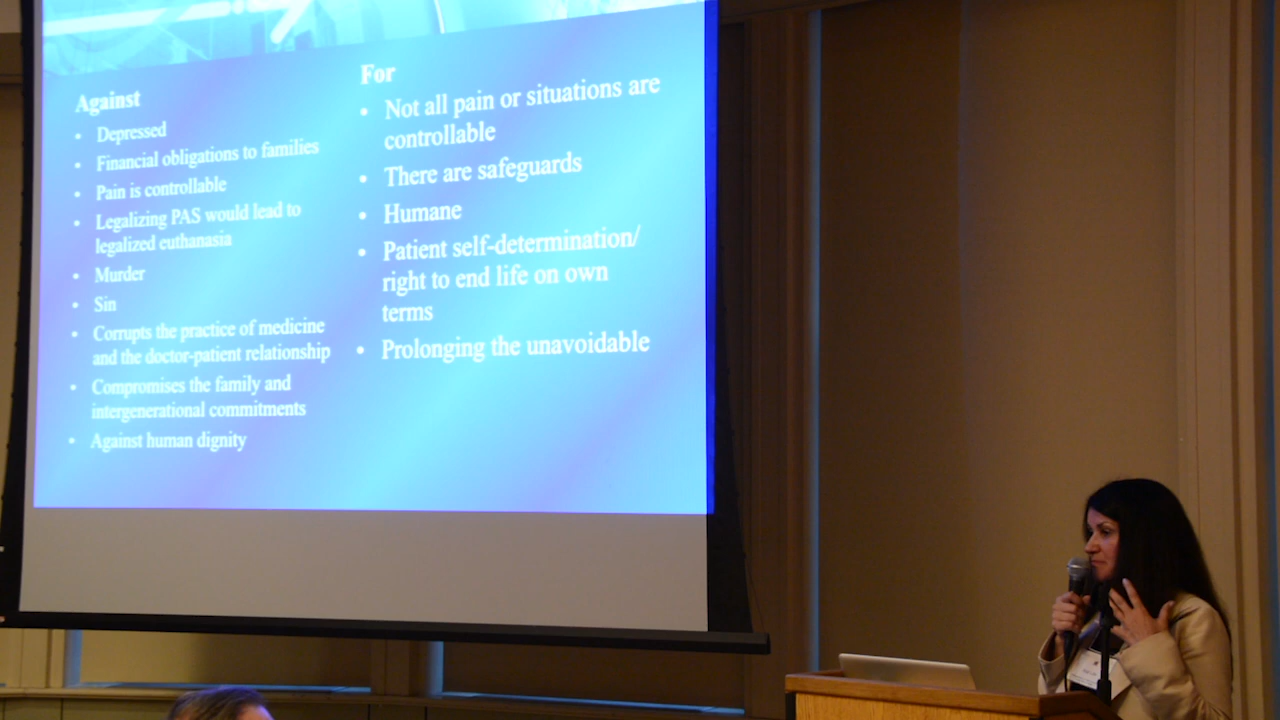 Against
• Depressed
• Financial obligations to families
• Pain is controllable
• Legalizing PAS would lead to
legalized euthanasia
• Murder
• Sin
• Corrupts the practice of medicine
and the doctor-patient relationship
• Compromises the family and
intergenerational commitments
• Against human dignity
For
• Not all pain or situations are
controllable
• There are safeguards
• Humane
• Patient self-determination/
right to end life on own
terms
• Prolonging the unavoidable